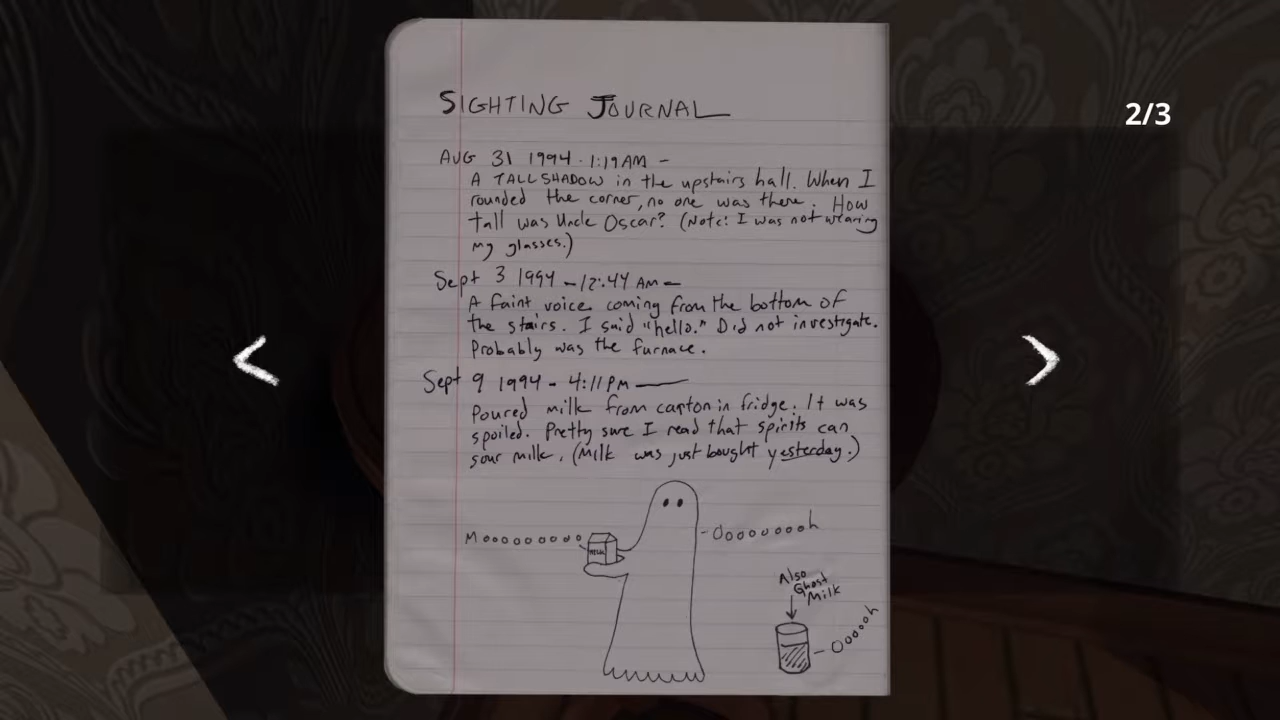 2/3
SIGHTING JOURNAL
AUG 31 1994 - 1:19 AM -
A TALL SHADOW in the upstairs hall. When I
rounded the corner, no one was there. How
tall was Uncle Oscar? (Note: I was not wearing
my glasses.)
Sept 3 1994 - 12:44 AM -
A faint voice coming from the bottom of
the stairs. I said "hello." Did not investigate.
Probably was the furnace.
Sept 9 1994 - 4:11 PM -
Poured milk from carton in fridge. It was
spoiled. Pretty sure I read that spirits can
sour milk. (Milk was just bought yesterday.)
Mooooooooo
MILK
-Ooooooooh
Also
Ghost
Milk
-Oooooh